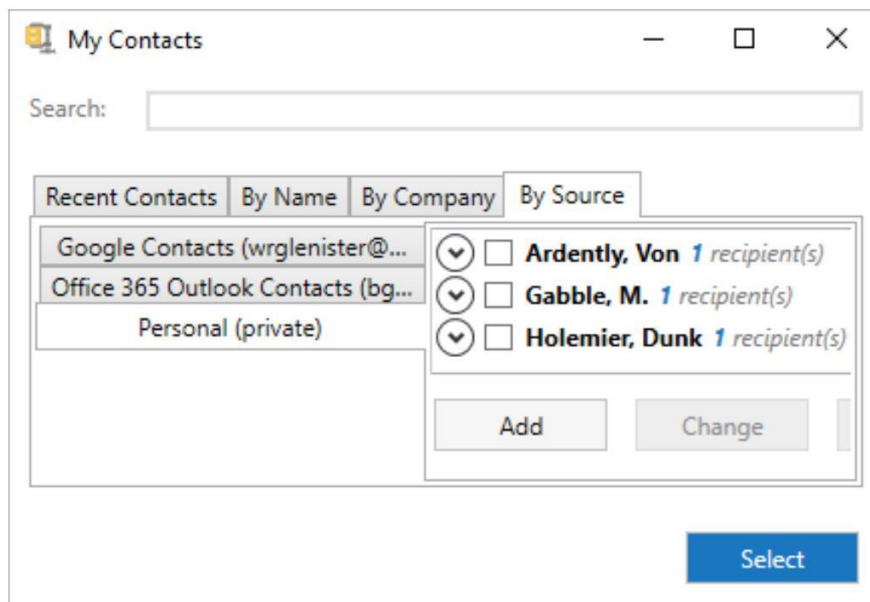 My Contacts
Search:
Recent Contacts By Name By Company By Source
Google Contacts (wrglenister@...
Office 365 Outlook Contacts (bg...
Personal (private)
Ardently, Von 1 recipient(s)
Gabble, M. 1 recipient(s)
Holemier, Dunk 1 recipient(s)
Add Change
Select